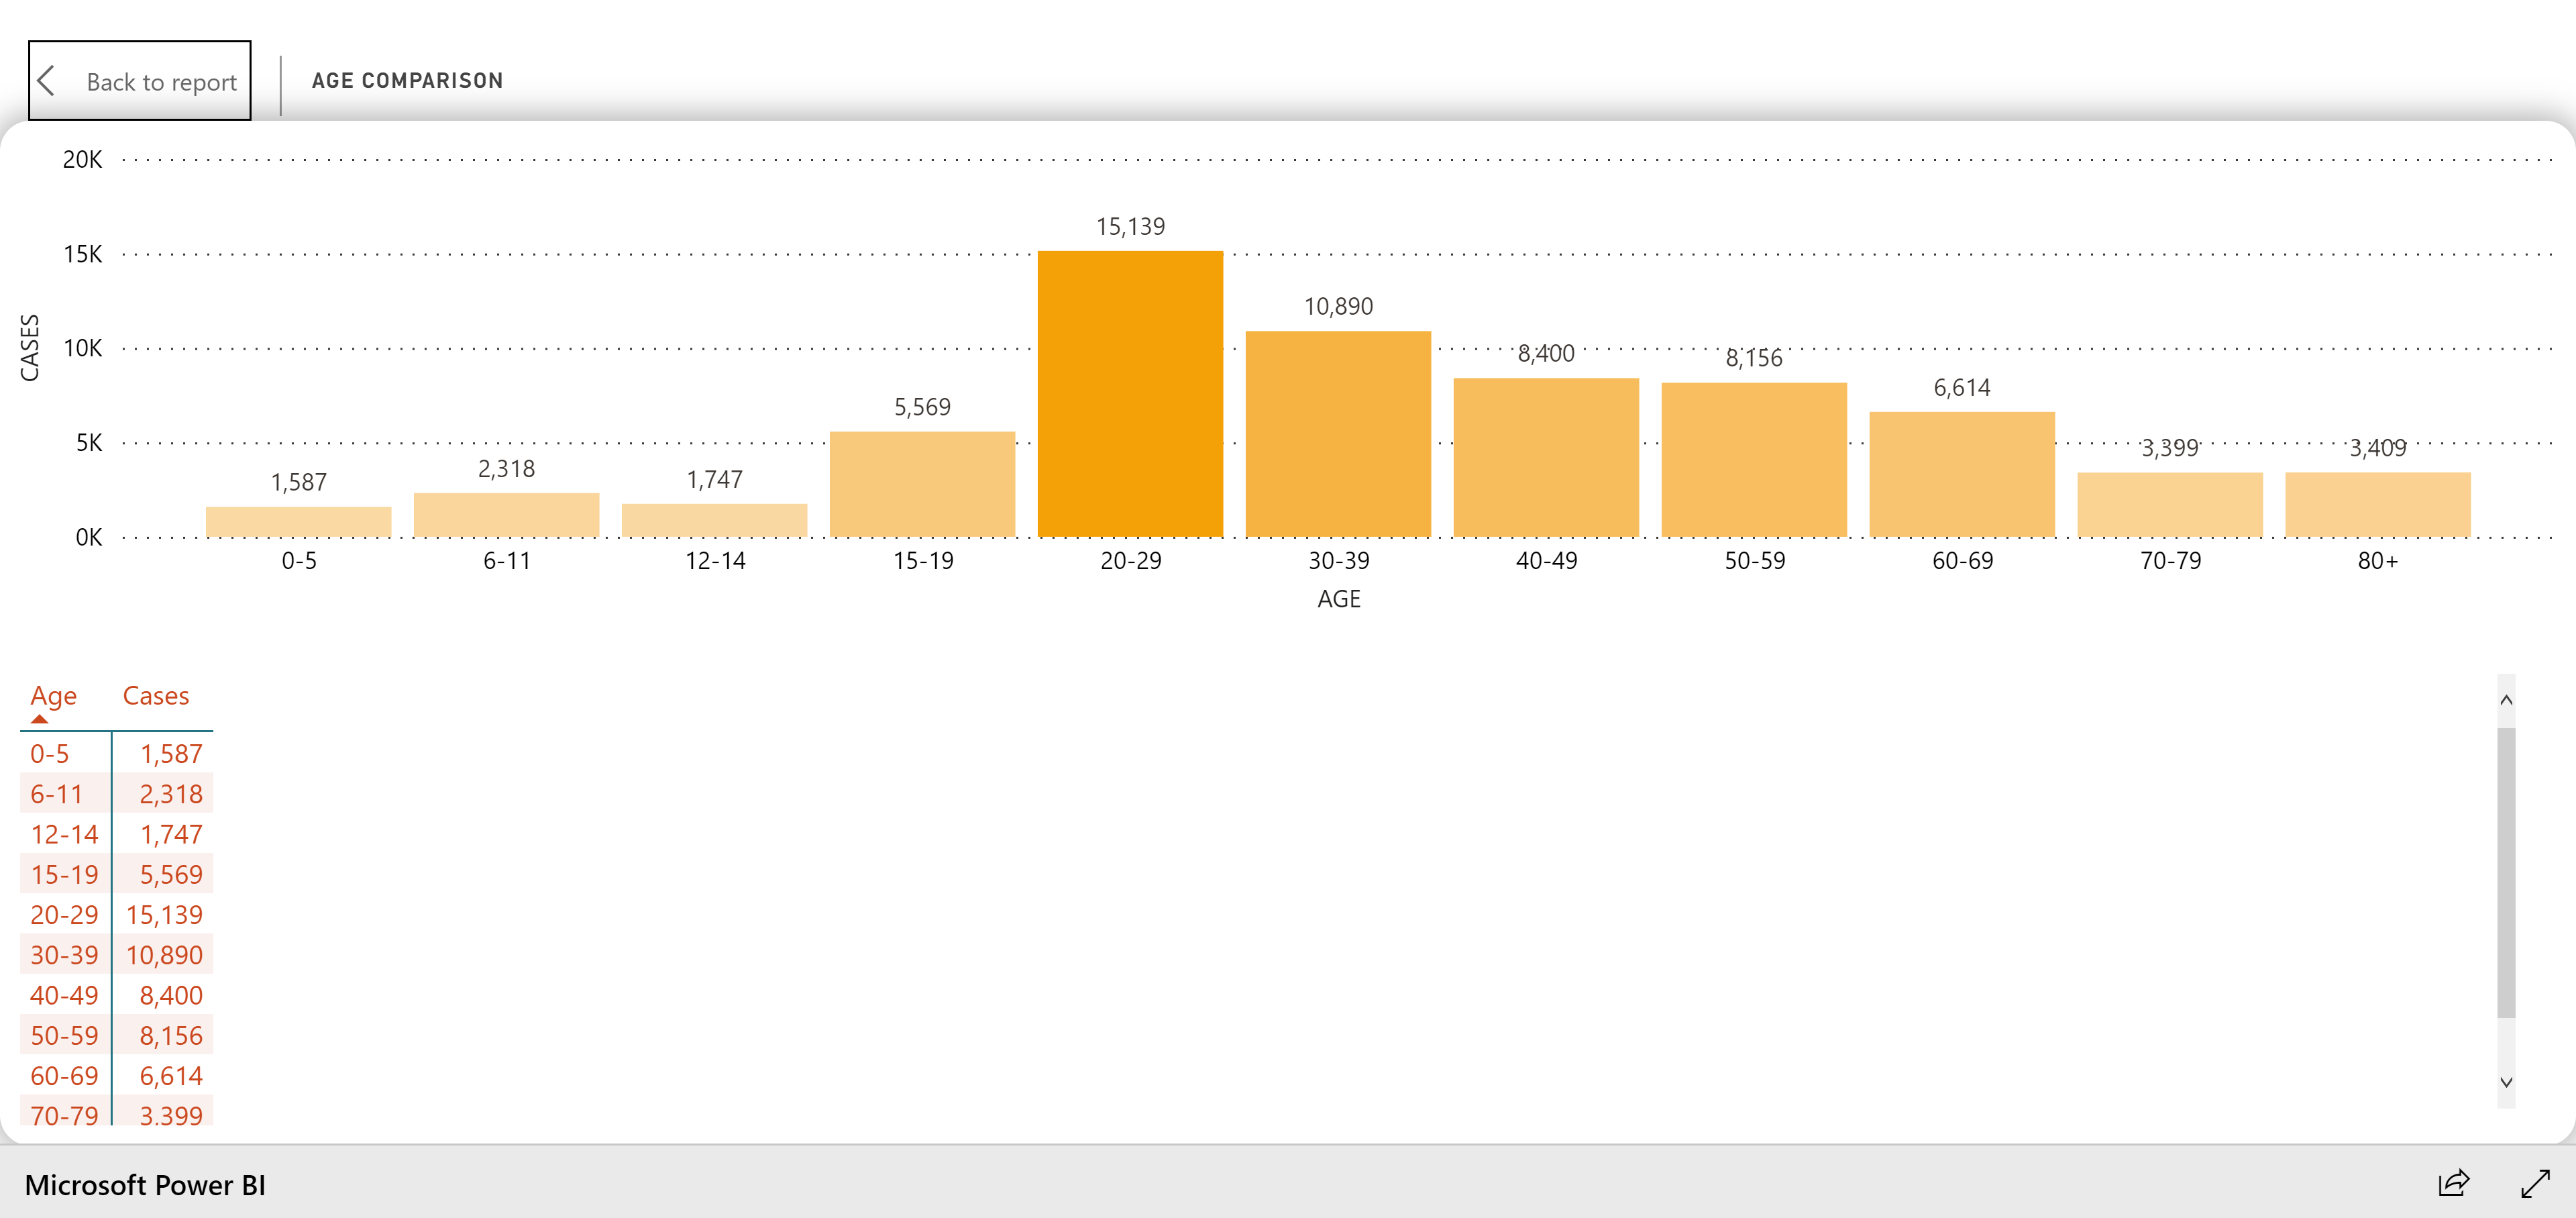 Back to report
AGE COMPARISON
20K
15K
10K
5K
0K
CASES
1,587
2,318
1,747
5,569
15,139
10,890
8,400
8,156
6,614
3,399
3,409
0-5 6-11 12-14 15-19 20-29 30-39 40-49 50-59 60-69 70-79 80+
AGE
Age Cases
0-5 1,587
6-11 2,318
12-14 1,747
15-19 5,569
20-29 15,139
30-39 10,890
40-49 8,400
50-59 8,156
60-69 6,614
70-79 3,399
Microsoft Power BI